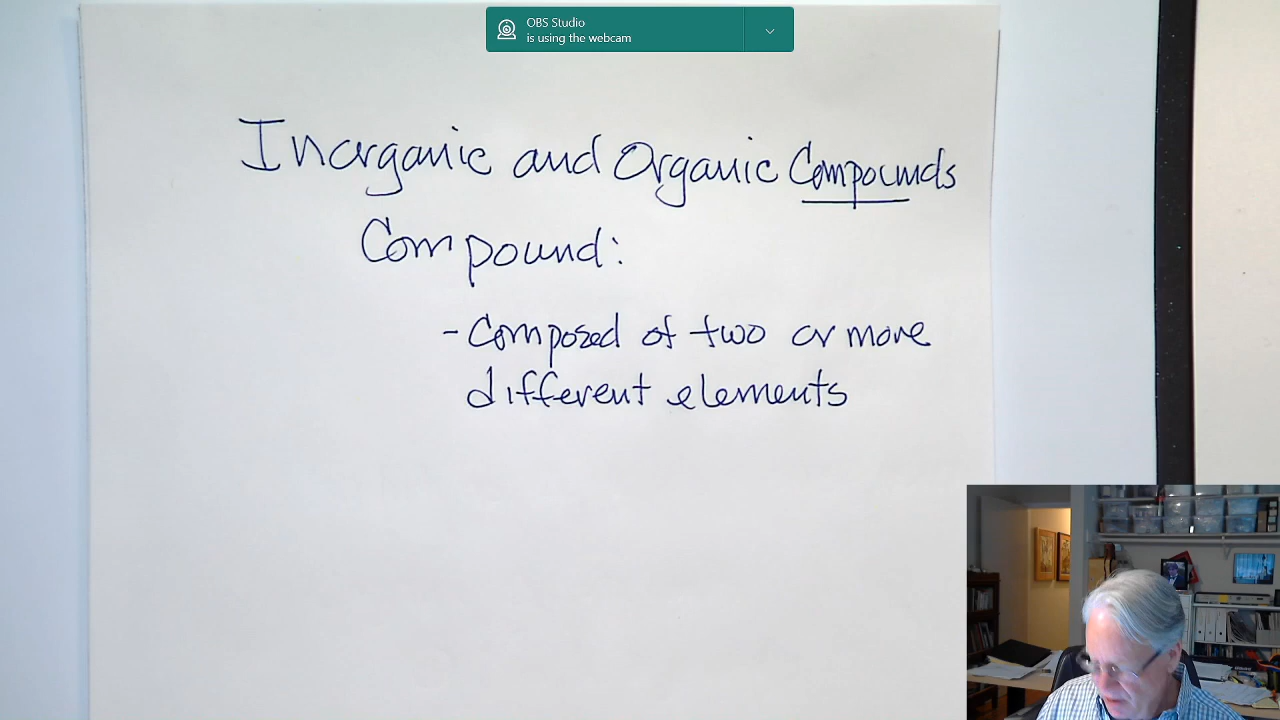 OBS Studio
is using the webcam
Inorganic and Organic Compounds
Compound:
- Composed of two or more
different elements